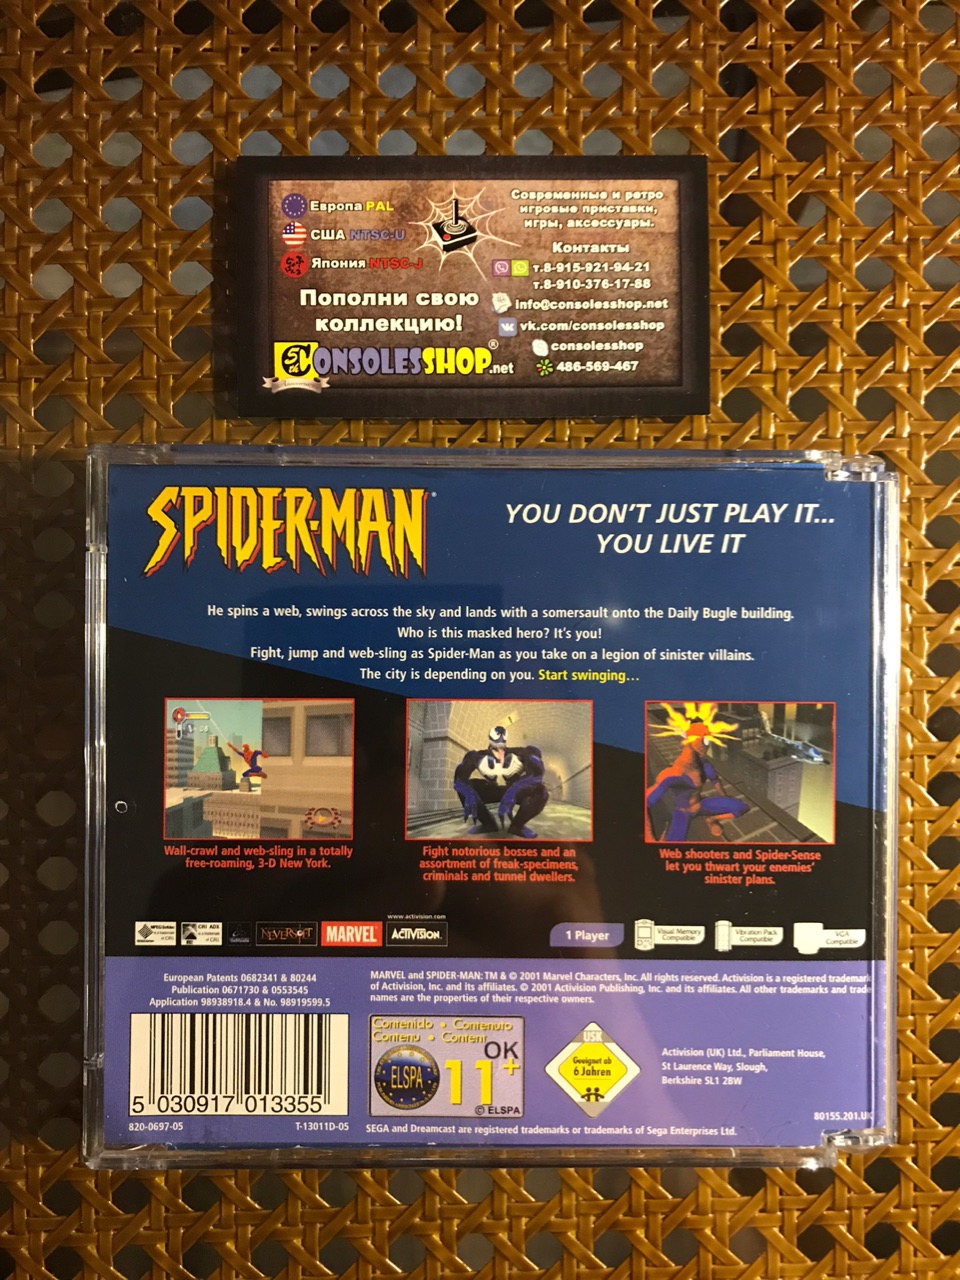 Европа PAL
США NTSC-U
Япония NTSC-J
Пополни свою
коллекцию!
CONSOLESSHOP®.net
Современные и ретро
игровые приставки,
игры, аксессуары.
Контакты
т.8-915-921-94-21
т.8-910-376-17-88
info@consolesshop.net
vk.com/consolesshop
consolesshop
486-569-467
SPIDER-MAN®
YOU DON'T JUST PLAY IT...
YOU LIVE IT
He spins a web, swings across the sky and lands with a somersault onto the Daily Bugle building.
Who is this masked hero? It's you!
Fight, jump and web-sling as Spider-Man as you take on a legion of sinister villains.
The city is depending on you. Start swinging...
Wall-crawl and web-sling in a totally
free-roaming, 3-D New York.
Fight notorious bosses and an
assortment of freak-specimens,
criminals and tunnel dwellers.
Web shooters and Spider-Sense
let you thwart your enemies'
sinister plans.
www.activision.com
CRI ADX
NEVERSOFT
MARVEL
ACTIVISION.
1 Player
Visual Memory
Compatible
Vibration Pack
Compatible
VGA
Compatible
European Patents 0682341 & 80244
Publication 0671730 & 0553545
Application 98938918.4 & No. 98919599.5
MARVEL and SPIDER-MAN: TM & © 2001 Marvel Characters, Inc. All rights reserved. Activision is a registered trademark
of Activision, Inc. and its affiliates. © 2001 Activision Publishing, Inc. and its affiliates. All other trademarks and trade
names are the properties of their respective owners.
5 030917 013355
820-0697-05
T-13011D-05
Contenido • Contenuto
Contenu • Content
ELSPA
OK
11+
© ELSPA
USK
Geeignet ab
6 Jahren
Activision (UK) Ltd., Parliament House,
St Laurence Way, Slough,
Berkshire SL1 2BW
80155.201.UK
SEGA and Dreamcast are registered trademarks or trademarks of Sega Enterprises Ltd.